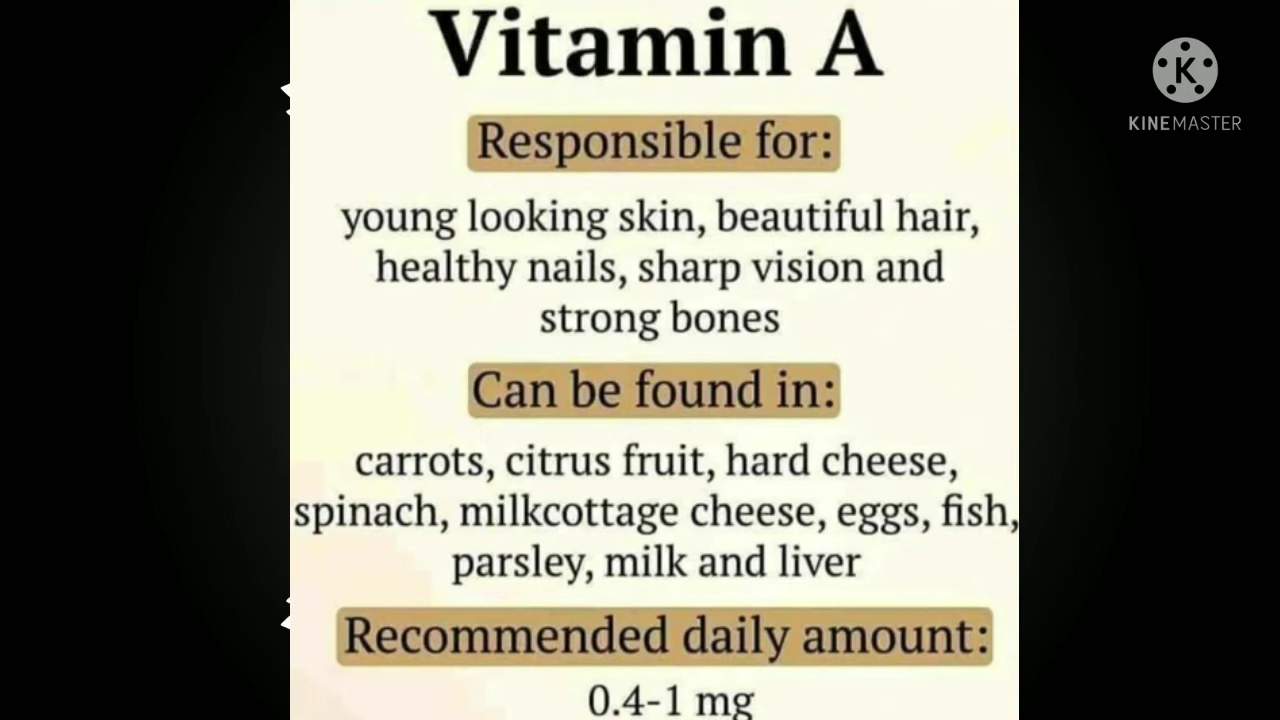 Vitamin A
Responsible for:
young looking skin, beautiful hair,
healthy nails, sharp vision and
strong bones
Can be found in:
carrots, citrus fruit, hard cheese,
spinach, milkcottage cheese, eggs, fish,
parsley, milk and liver
Recommended daily amount:
0.4-1 mg
K
KINEMASTER